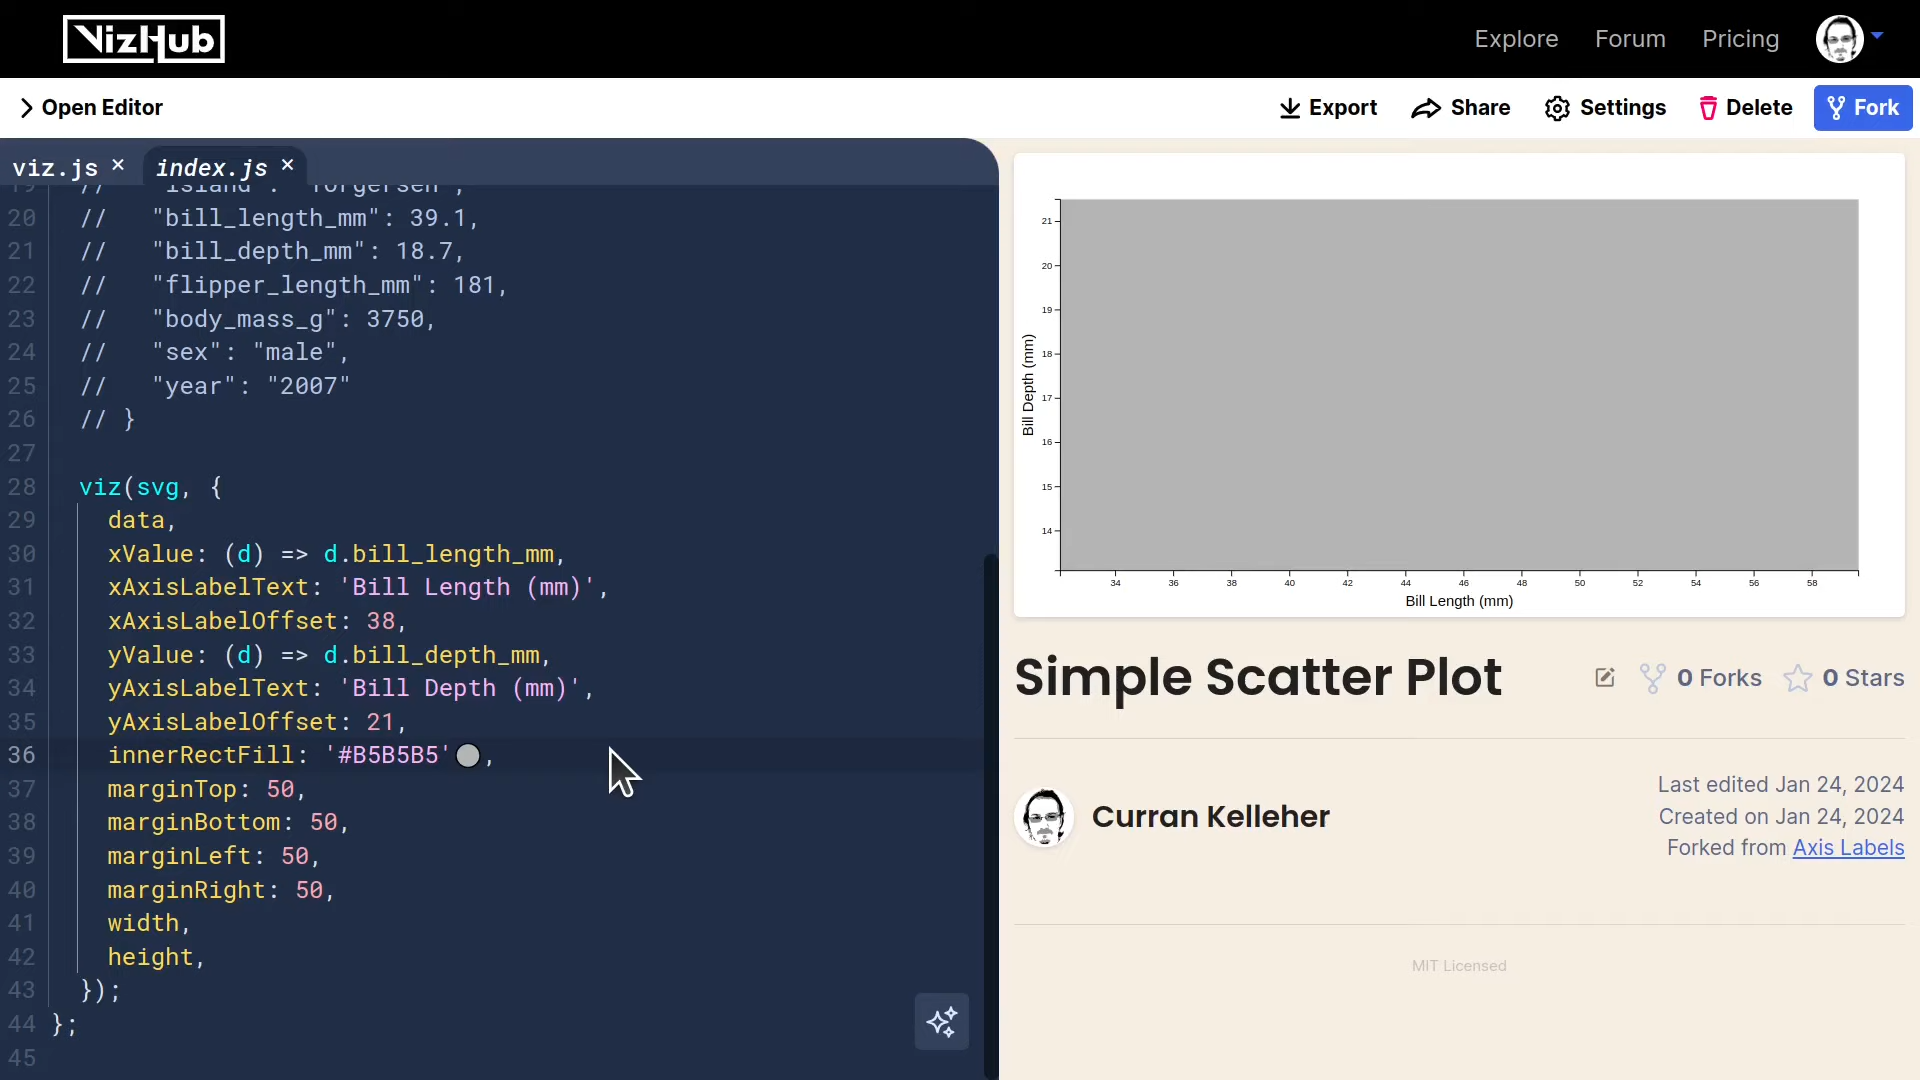 VizHub
Explore
Forum
Pricing
Open Editor
Export
Share
Settings
Delete
Fork
viz.js ×
index.js ×
20 //   "bill_length_mm": 39.1,
21 //   "bill_depth_mm": 18.7,
22 //   "flipper_length_mm": 181,
23 //   "body_mass_g": 3750,
24 //   "sex": "male",
25 //   "year": "2007"
26 // }
27
28 viz(svg, {
29 data,
30 xValue: (d) => d.bill_length_mm,
31 xAxisLabelText: 'Bill Length (mm)',
32 xAxisLabelOffset: 38,
33 yValue: (d) => d.bill_depth_mm,
34 yAxisLabelText: 'Bill Depth (mm)',
35 yAxisLabelOffset: 21,
36 innerRectFill: '#B5B5B5',
37 marginTop: 50,
38 marginBottom: 50,
39 marginLeft: 50,
40 marginRight: 50,
41 width,
42 height,
43 });
44 };
45
21
20
19
18
17
16
15
14
Bill Depth (mm)
34 36 38 40 42 44 46 48 50 52 54 56 58
Bill Length (mm)
Simple Scatter Plot
0 Forks
0 Stars
Curran Kelleher
Last edited Jan 24, 2024
Created on Jan 24, 2024
Forked from Axis Labels
MIT Licensed